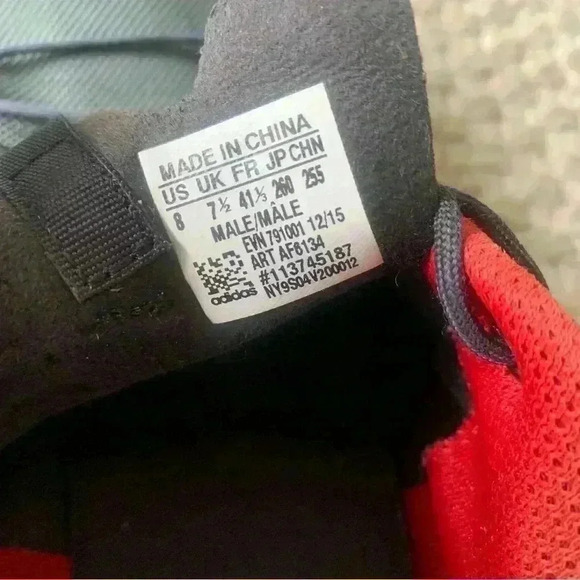 MADE IN CHINA
US UK FR JP CHN
8 7½ 41⅓ 260 255
MALE/MÂLE
EVN 791001 12/15
ART AF6134
#113745187
NY9S04V200012
adidas